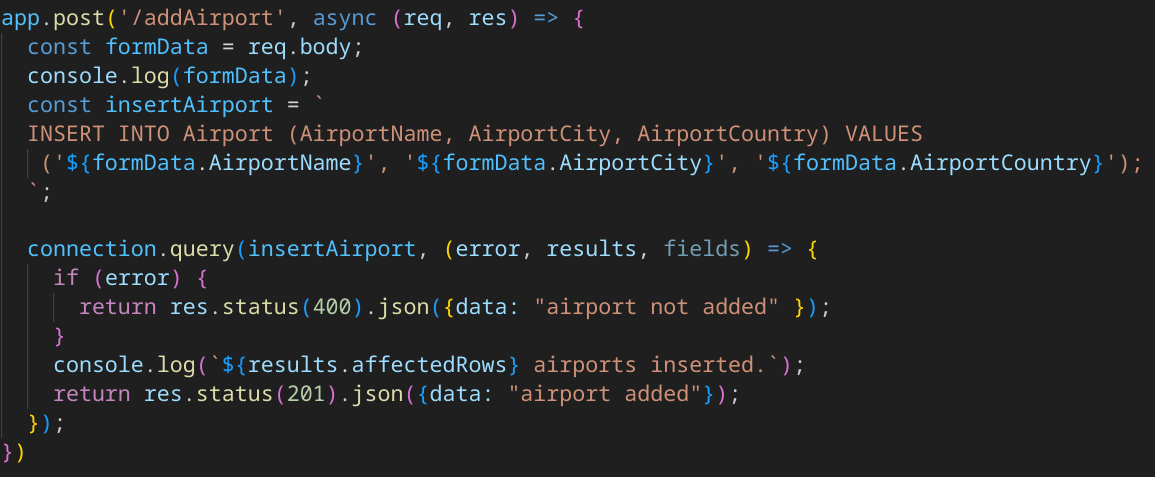 app.post('/addAirport', async (req, res) => {
  const formData = req.body;
  console.log(formData);
  const insertAirport = `
  INSERT INTO Airport (AirportName, AirportCity, AirportCountry) VALUES
   ('${formData.AirportName}', '${formData.AirportCity}', '${formData.AirportCountry}');
  `;

  connection.query(insertAirport, (error, results, fields) => {
    if (error) {
      return res.status(400).json({data: "airport not added" });
    }
    console.log(`${results.affectedRows} airports inserted.`);
    return res.status(201).json({data: "airport added"});
  });
})